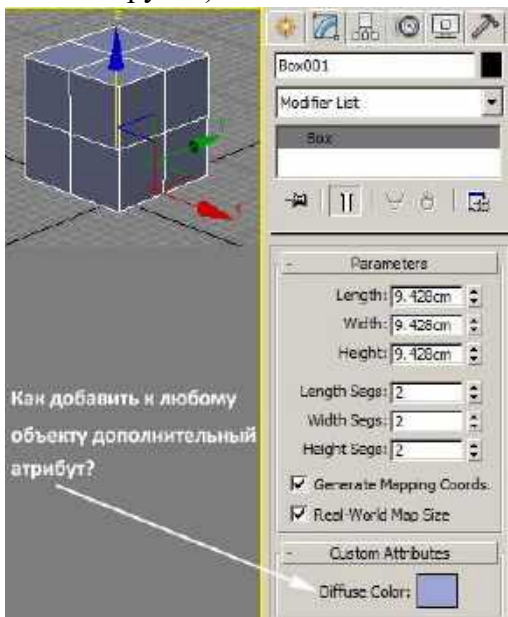 Box001
Modifier List
Box
Parameters
Length: 9.428cm
Width: 9.428cm
Height: 9.428cm
Length Segs: 2
Width Segs: 2
Height Segs: 2
Generate Mapping Coords.
Real-World Map Size
Custom Attributes
Diffuse Color:
Как добавить к любому
объекту дополнительный
атрибут?